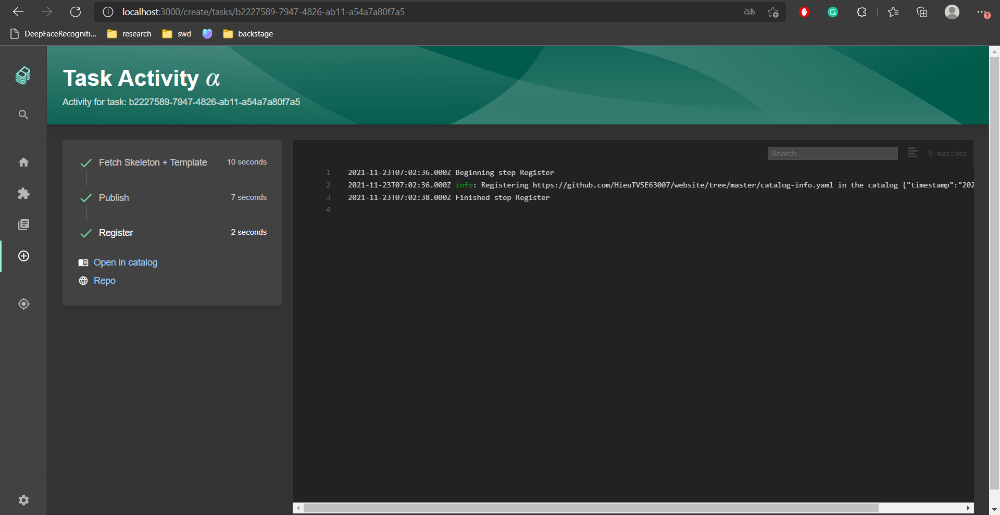 localhost:3000/create/tasks/b2227589-7947-4826-ab11-a54a7a80f7a5
DeepFaceRecogniti... research swd backstage
Task Activity α
Activity for task: b2227589-7947-4826-ab11-a54a7a80f7a5
Fetch Skeleton + Template 10 seconds
Publish 7 seconds
Register 2 seconds
Open in catalog
Repo
Search 0 matches
1 2021-11-23T07:02:36.000Z Beginning step Register
2 2021-11-23T07:02:36.000Z info: Registering https://github.com/HieuTVSE63007/website/tree/master/catalog-info.yaml in the catalog {"timestamp":"202
3 2021-11-23T07:02:38.000Z Finished step Register
4